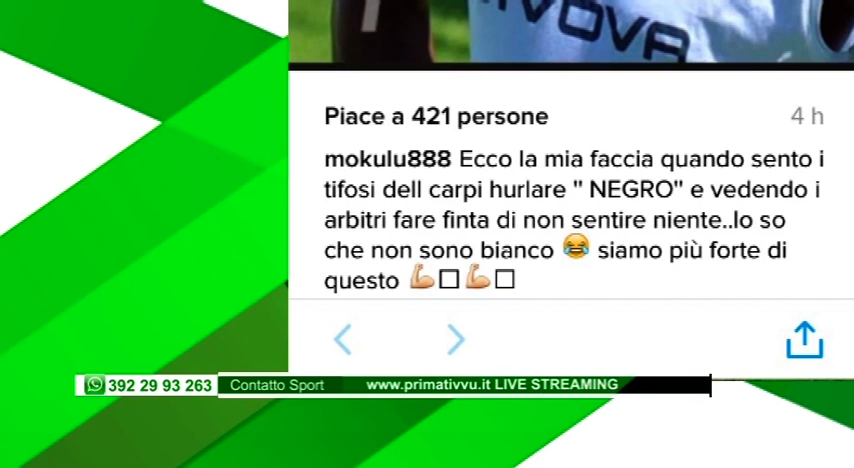 IVOVA
Piace a 421 persone 4 h
mokulu888 Ecco la mia faccia quando sento i
tifosi dell carpi hurlare " NEGRO" e vedendo i
arbitri fare finta di non sentire niente..Io so
che non sono bianco 😂 siamo più forte di
questo 💪□💪□
392 29 93 263 Contatto Sport www.primativvu.it LIVE STREAMING